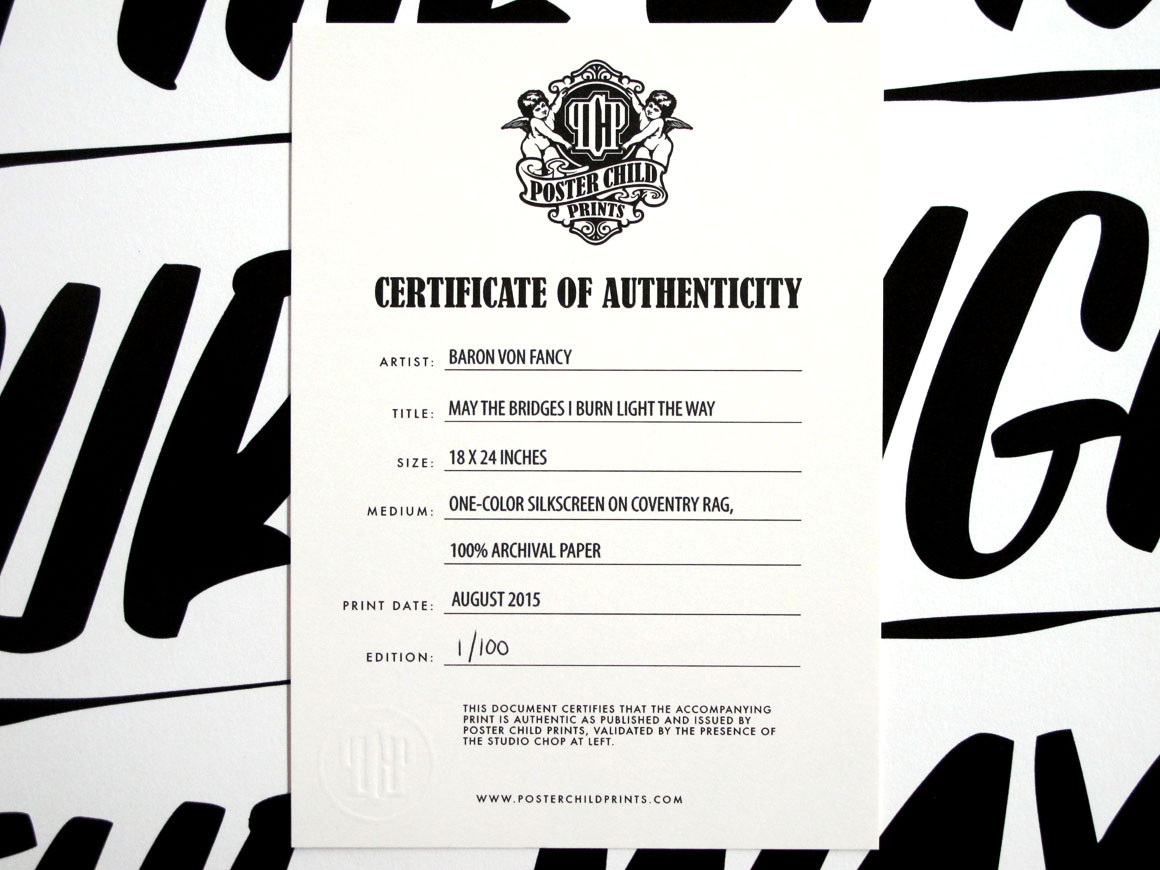 PCP
POSTER CHILD
PRINTS
CERTIFICATE OF AUTHENTICITY
ARTIST: BARON VON FANCY
TITLE: MAY THE BRIDGES I BURN LIGHT THE WAY
SIZE: 18 X 24 INCHES
MEDIUM: ONE-COLOR SILKSCREEN ON COVENTRY RAG,
100% ARCHIVAL PAPER
PRINT DATE: AUGUST 2015
EDITION: 1/100
THIS DOCUMENT CERTIFIES THAT THE ACCOMPANYING
PRINT IS AUTHENTIC AS PUBLISHED AND ISSUED BY
POSTER CHILD PRINTS, VALIDATED BY THE PRESENCE OF
THE STUDIO CHOP AT LEFT.
PCP
WWW.POSTERCHILDPRINTS.COM